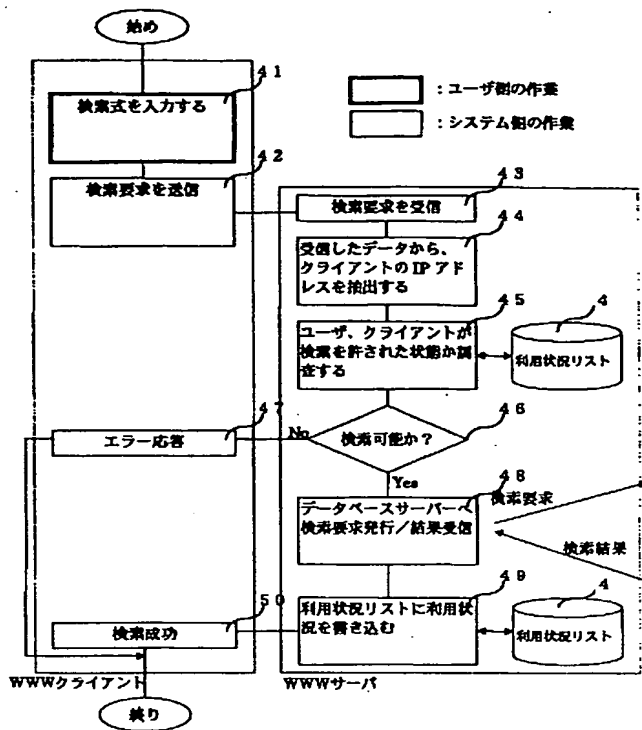 始め
41
検索式を入力する
：ユーザ側の作業
：システム側の作業
42
検索要求を送信
43
検索要求を受信
44
受信したデータから、
クライアントのIPアド
レスを抽出する
45
ユーザ、クライアントが
検索を許された状態か調
査する
4
利用状況リスト
47
エラー応答
No
46
検索可能か？
Yes
48
データベースサーバーへ
検索要求発行／結果受信
検索要求
検索結果
49
利用状況リストに利用状
況を書き込む
4
利用状況リスト
50
検索成功
WWWクライアント
WWWサーバ
終り